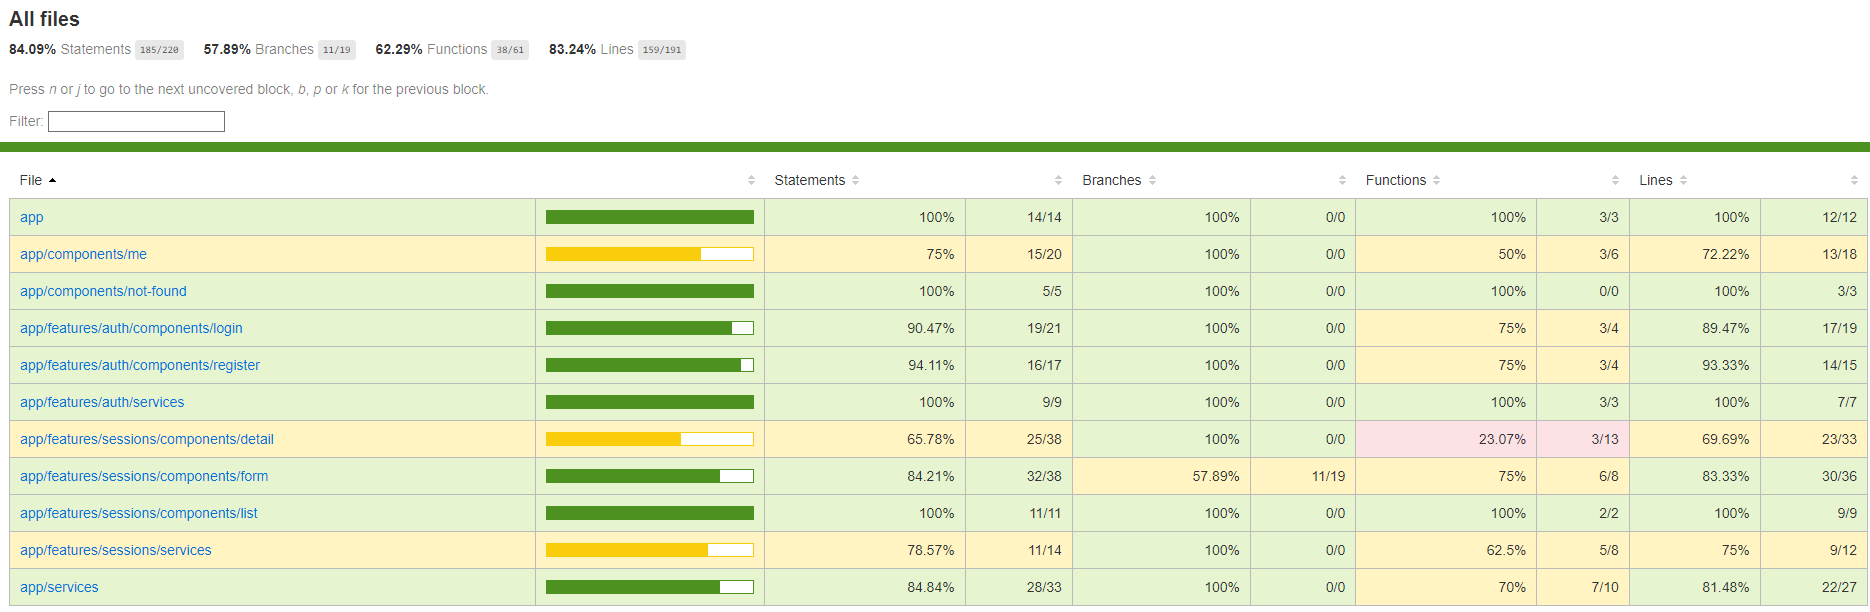 All files
84.09% Statements 185/220 57.89% Branches 11/19 62.29% Functions 38/61 83.24% Lines 159/191
Press n or j to go to the next uncovered block, b, p or k for the previous block.
Filter:
File Statements Branches Functions Lines
app 100% 14/14 100% 0/0 100% 3/3 100% 12/12
app/components/me 75% 15/20 100% 0/0 50% 3/6 72.22% 13/18
app/components/not-found 100% 5/5 100% 0/0 100% 0/0 100% 3/3
app/features/auth/components/login 90.47% 19/21 100% 0/0 75% 3/4 89.47% 17/19
app/features/auth/components/register 94.11% 16/17 100% 0/0 75% 3/4 93.33% 14/15
app/features/auth/services 100% 9/9 100% 0/0 100% 3/3 100% 7/7
app/features/sessions/components/detail 65.78% 25/38 100% 0/0 23.07% 3/13 69.69% 23/33
app/features/sessions/components/form 84.21% 32/38 57.89% 11/19 75% 6/8 83.33% 30/36
app/features/sessions/components/list 100% 11/11 100% 0/0 100% 2/2 100% 9/9
app/features/sessions/services 78.57% 11/14 100% 0/0 62.5% 5/8 75% 9/12
app/services 84.84% 28/33 100% 0/0 70% 7/10 81.48% 22/27